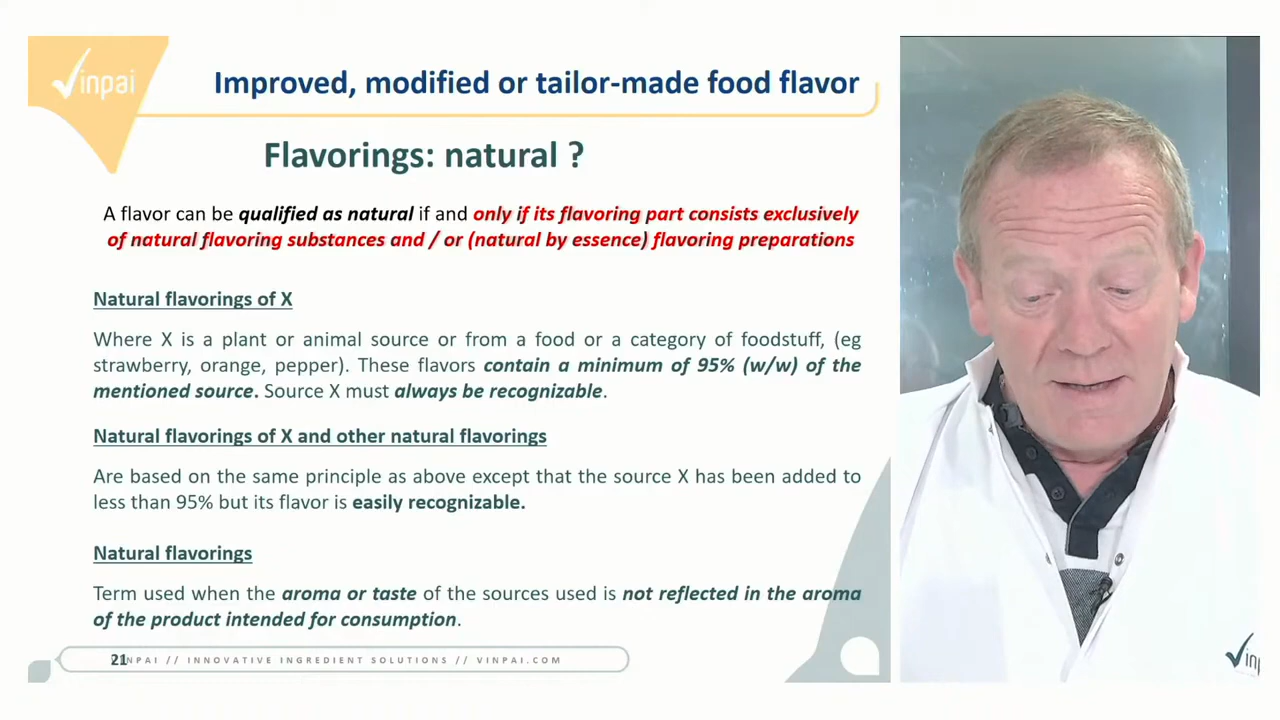 Vinpai
Improved, modified or tailor-made food flavor
Flavorings: natural ?
A flavor can be qualified as natural if and only if its flavoring part consists exclusively
of natural flavoring substances and / or (natural by essence) flavoring preparations
Natural flavorings of X
Where X is a plant or animal source or from a food or a category of foodstuff, (eg
strawberry, orange, pepper). These flavors contain a minimum of 95% (w/w) of the
mentioned source. Source X must always be recognizable.
Natural flavorings of X and other natural flavorings
Are based on the same principle as above except that the source X has been added to
less than 95% but its flavor is easily recognizable.
Natural flavorings
Term used when the aroma or taste of the sources used is not reflected in the aroma
of the product intended for consumption.
21
NPAI // INNOVATIVE INGREDIENT SOLUTIONS // VINPAI.COM
Vin